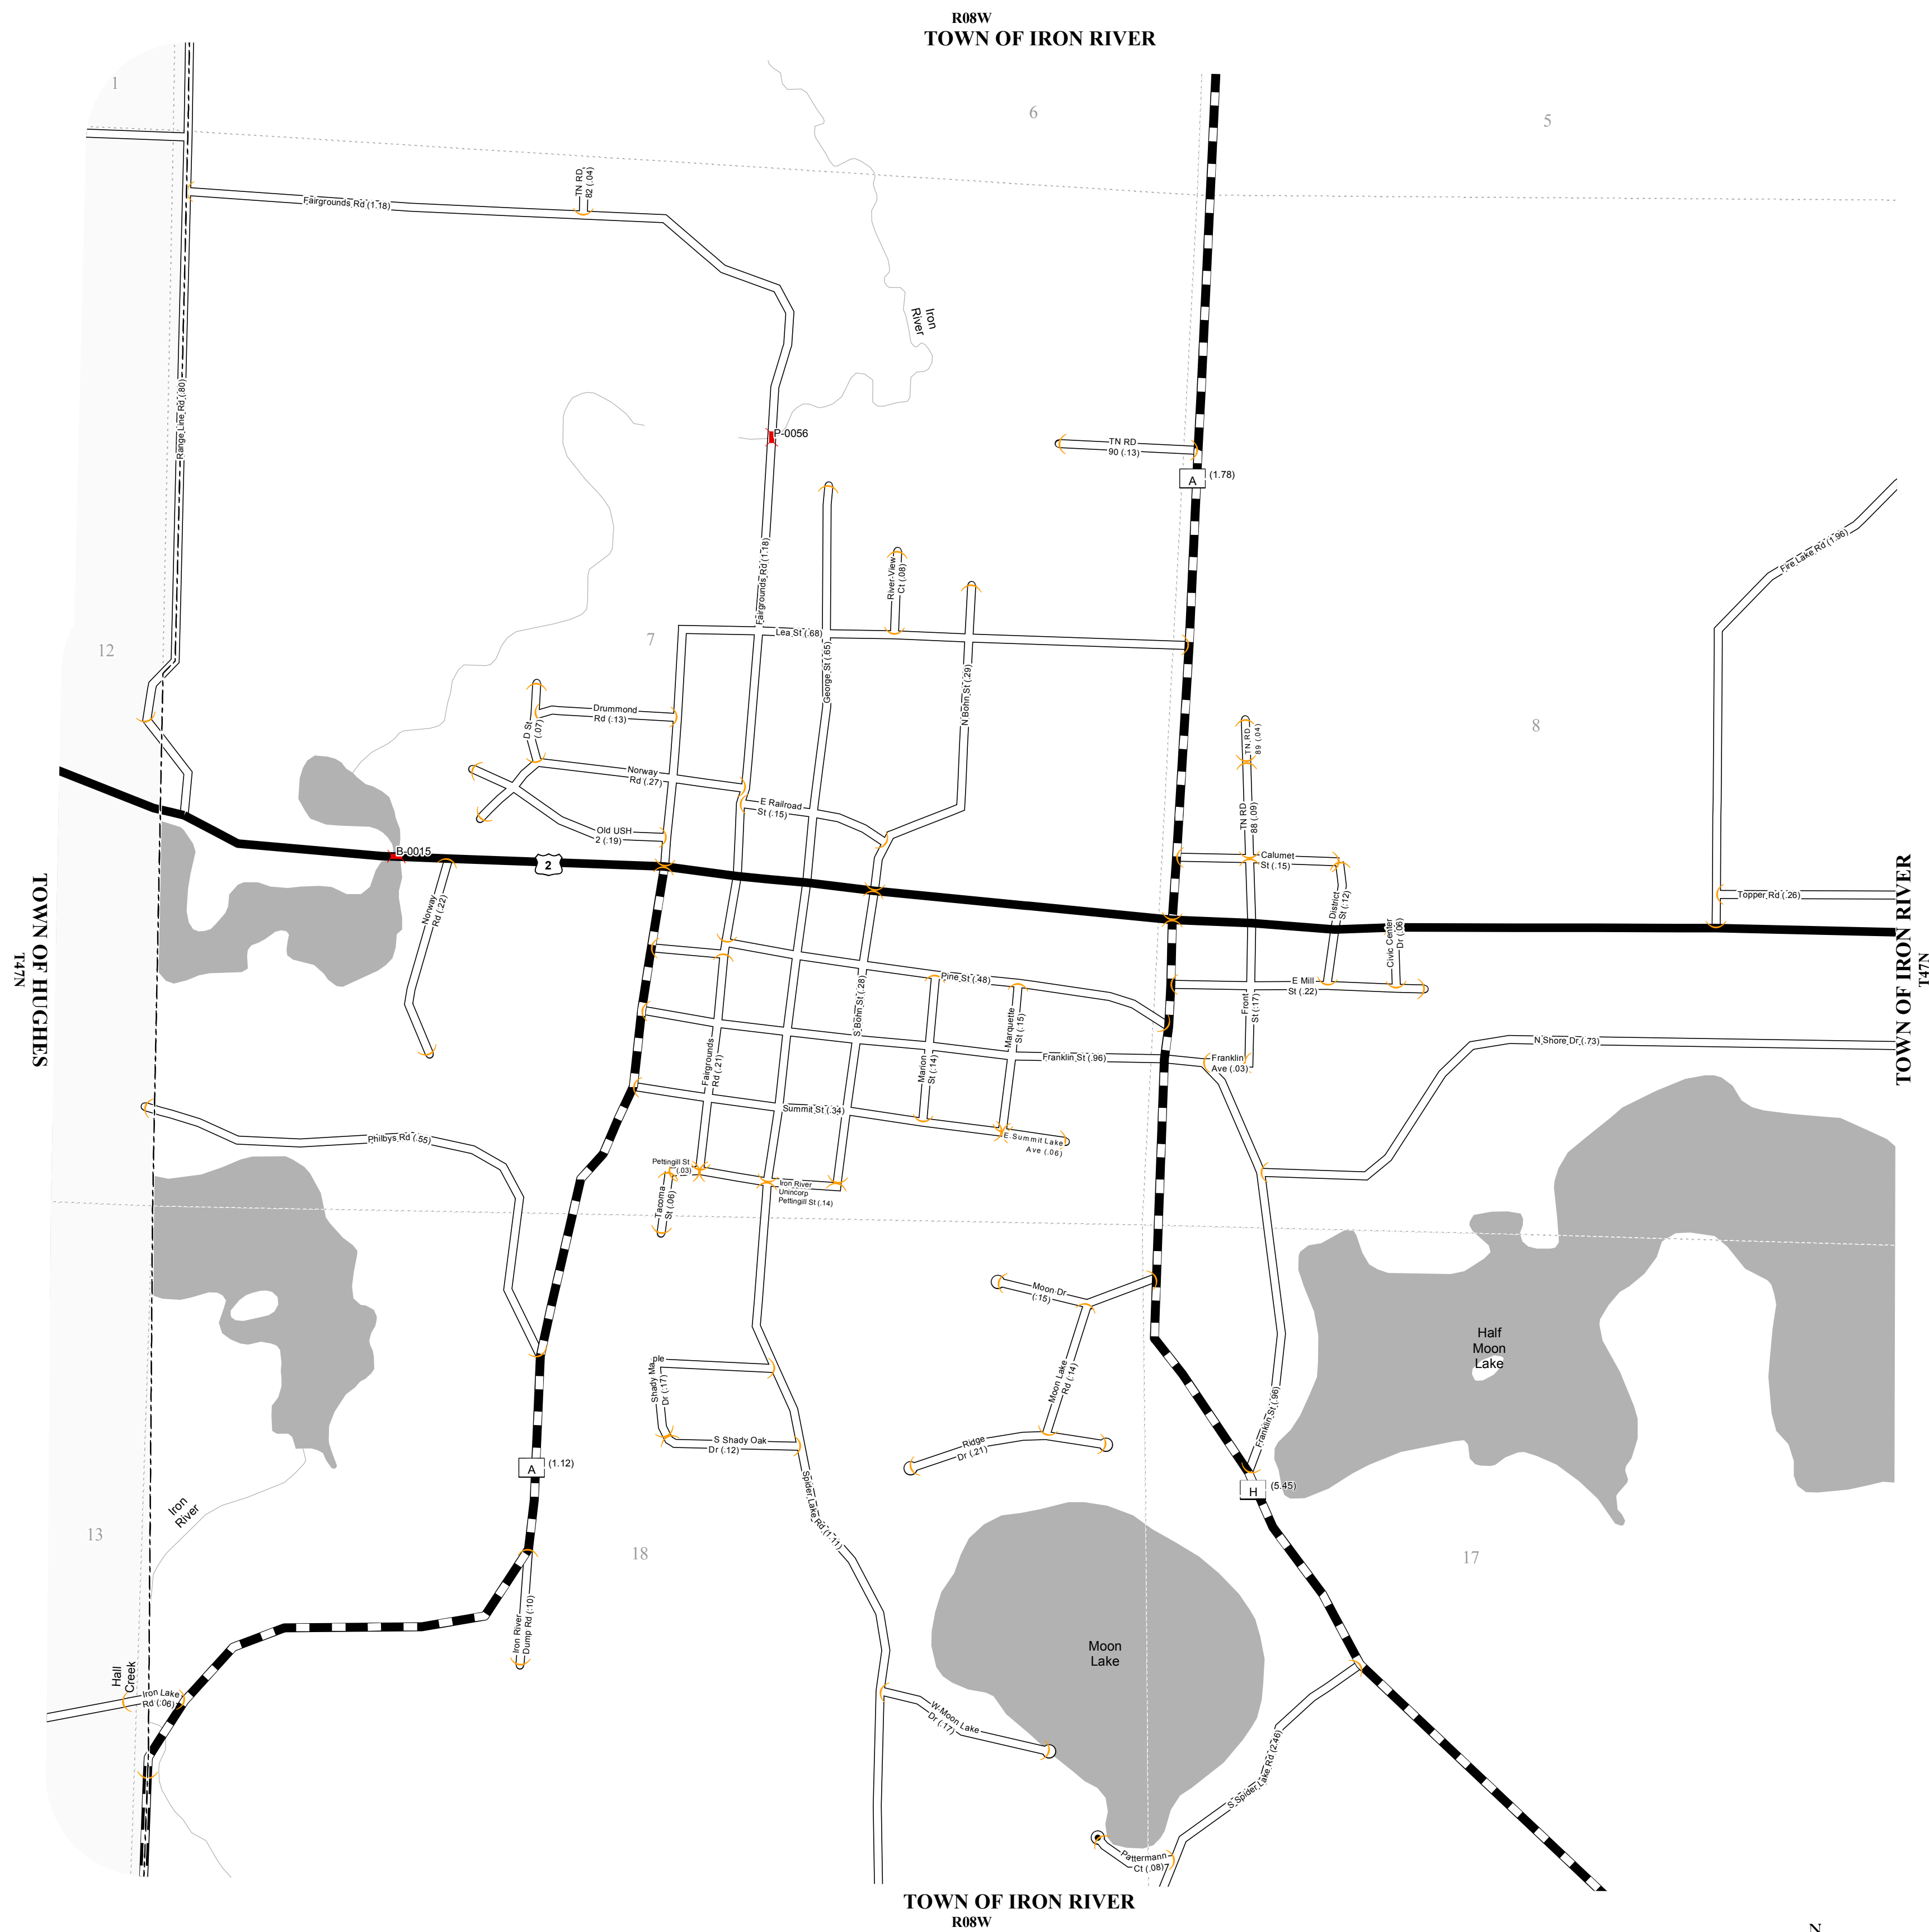 R08W
TOWN OF IRON RIVER
1
6
5
TN RD
82 (.04)
Fairgrounds Rd (1.18)
Iron
River
Range Line Rd (.80)
P-0056
TN RD
90 (.13)
A
(1.78)
Fire Lake Rd (1.96)
Fairgrounds Rd (1.18)
River View
Ct (.08)
12
7
Lea St (.68)
George St (.65)
N Bohn St (.29)
8
D St
(.07)
Drummond
Rd (.13)
TN RD
89 (.04)
Norway
Rd (.27)
E Railroad
St (.15)
Old USH
2 (.19)
TN RD
88 (.09)
B-0015
2
Calumet
St (.15)
District
St (.12)
Topper Rd (.26)
Norway
Rd (.22)
Civic Center
Dr (.06)
TOWN OF HUGHES
T47N
TOWN OF IRON RIVER
T47N
Pine St (.48)
E Mill
St (.22)
S Bohn St (.28)
Marquette
St (.15)
Front
St (.17)
N Shore Dr (.73)
Fairgrounds
Rd (.21)
Marion
St (.14)
Franklin St (.96)
Franklin
Ave (.03)
Summit St (.34)
Philbys Rd (.55)
E Summit Lake
Ave (.06)
Pettingill St
(.03)
Iron River
Unincorp
Pettingill St (.14)
Tacoma
St (.06)
Moon Dr
(.15)
Half
Moon
Lake
Shady Maple
Dr (.17)
Moon Lake
Rd (.14)
Franklin St (.96)
S Shady Oak
Dr (.12)
Ridge
Dr (.21)
A
(1.12)
H
(5.45)
Iron
River
Spider Lake Rd (1.11)
13
18
17
Iron River
Dump Rd (.10)
Moon
Lake
Hall
Creek
Iron Lake
Rd (.06)
W Moon Lake
Dr (.17)
S Spider Lake Rd (2.46)
Pattermann
Ct (.08)
TOWN OF IRON RIVER
R08W
N